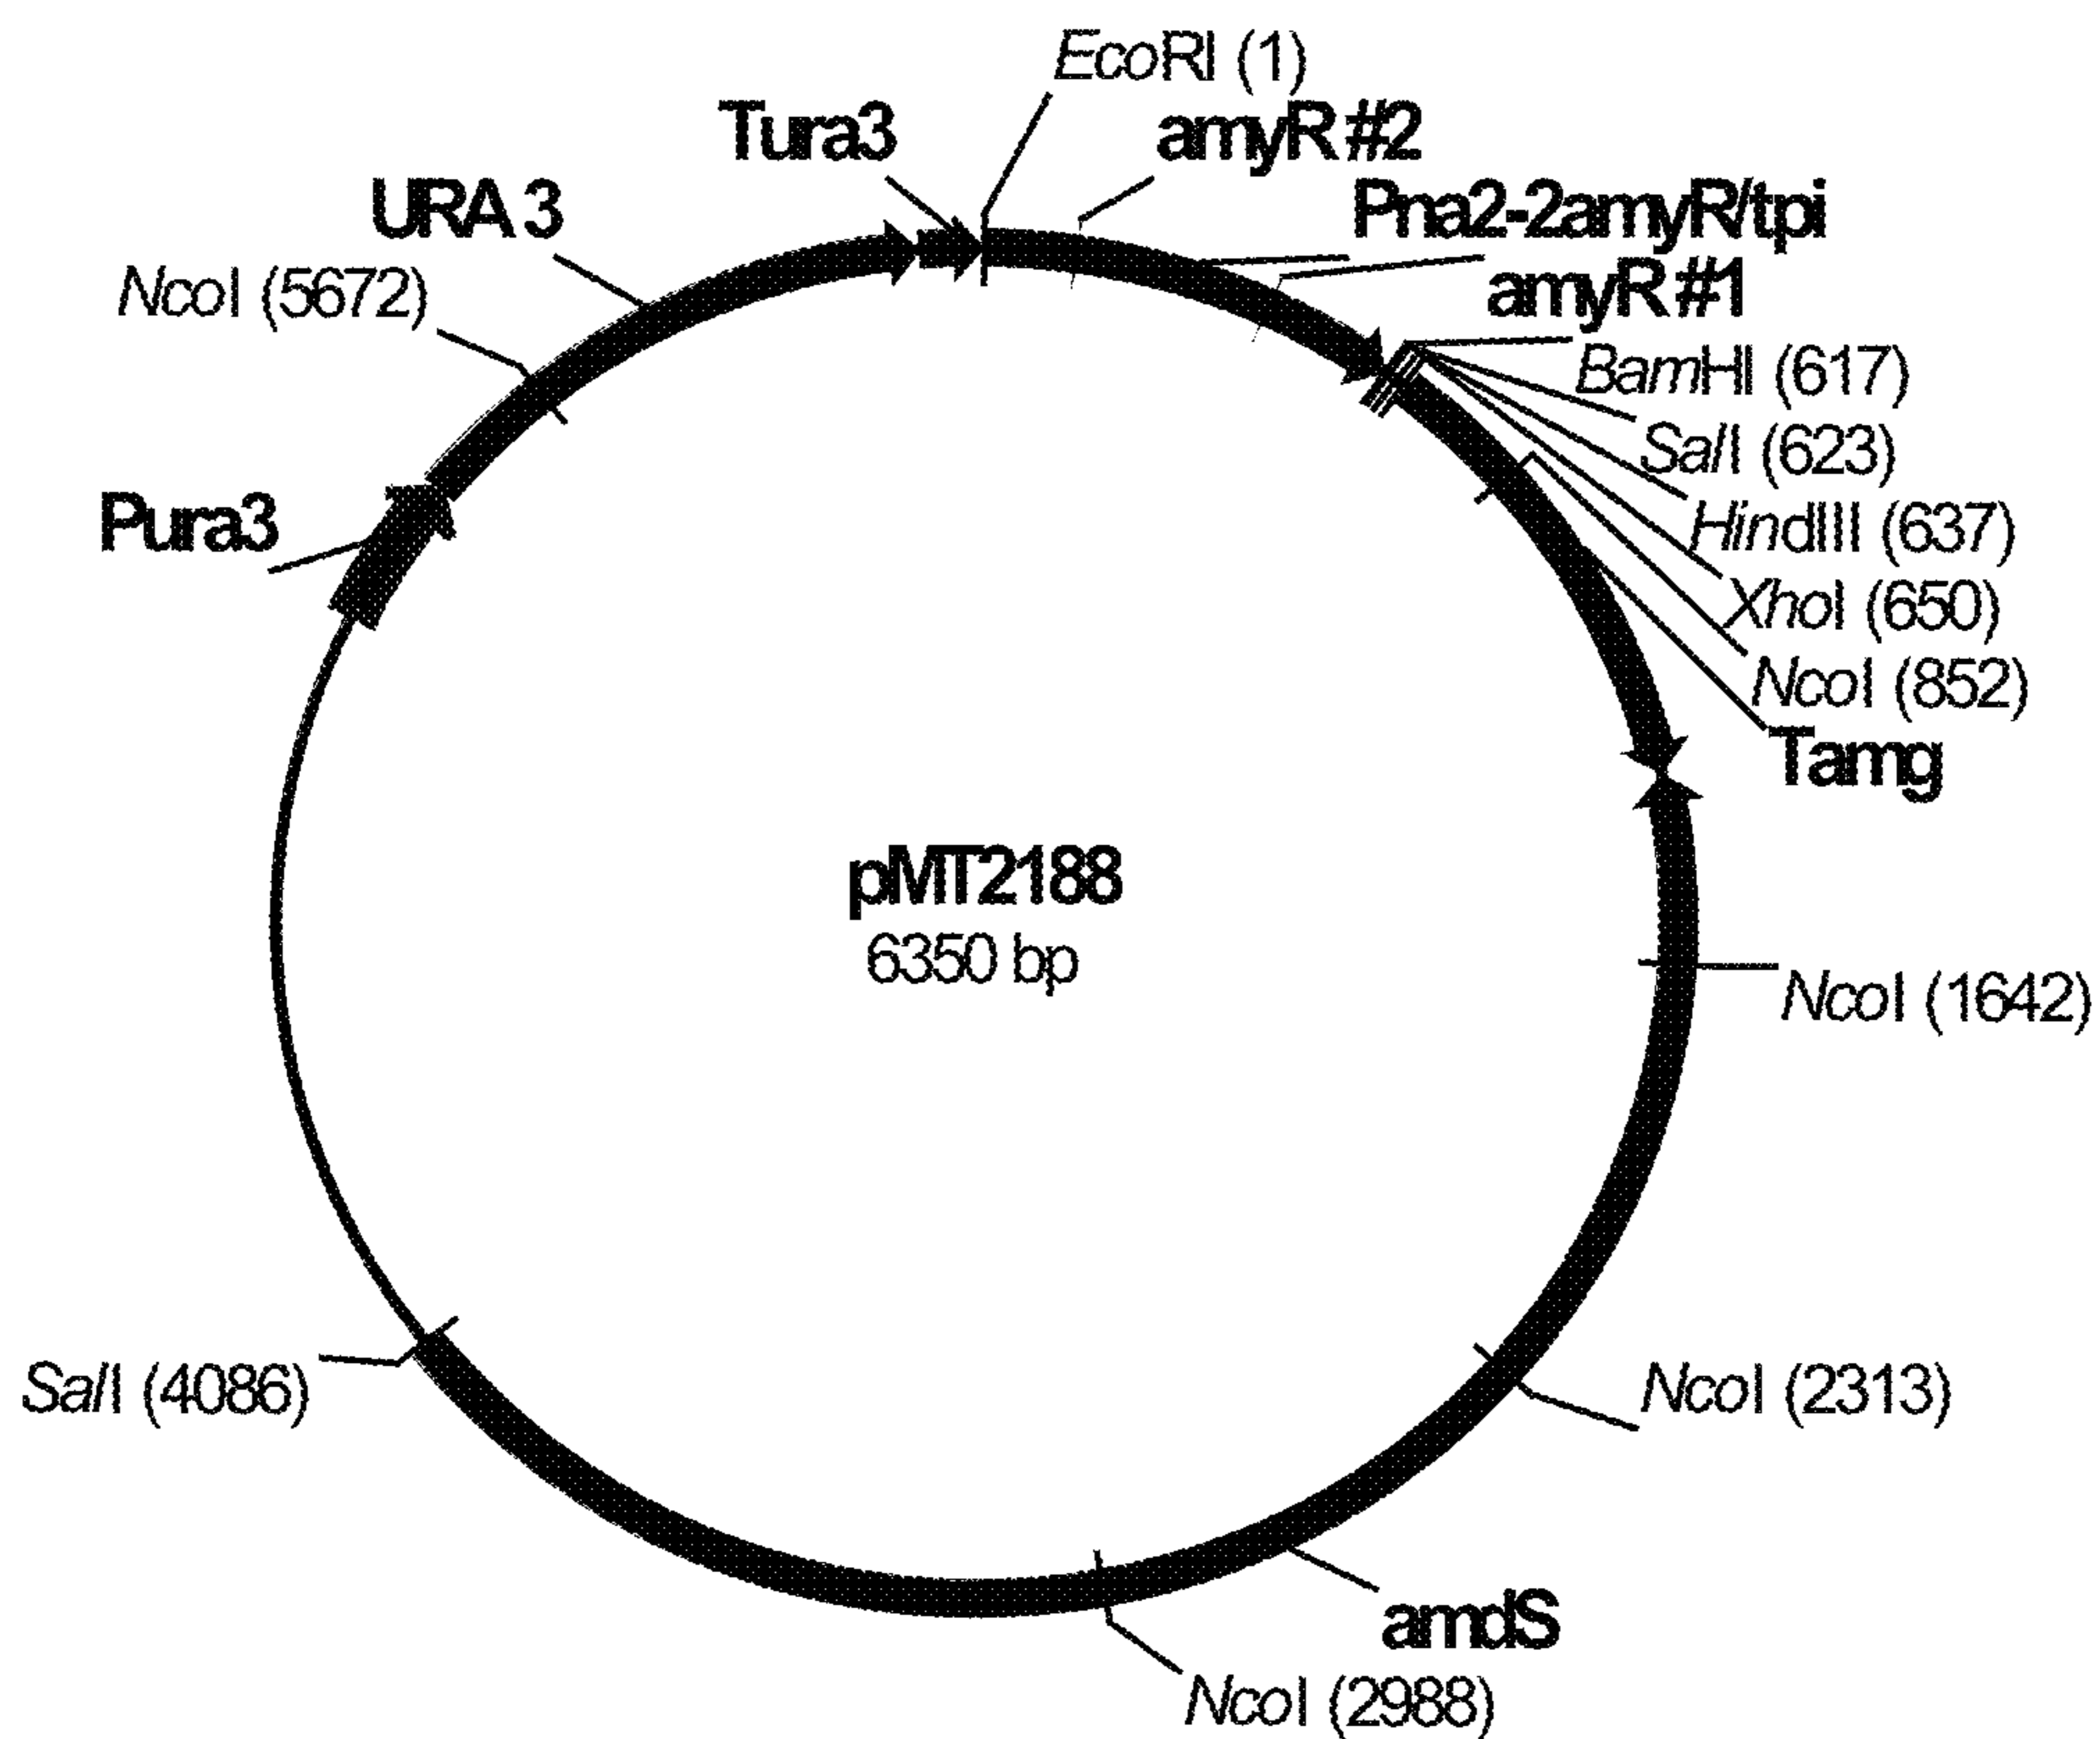 EcoRI (1)
Tura3
amyR #2
URA 3
Pna2-2amyR/tpi
NcoI (5672)
amyR #1
BamHI (617)
SalI (623)
Pura3
HindIII (637)
XhoI (650)
NcoI (852)
Tamg
pMT2188
6350 bp
NcoI (1642)
SalI (4086)
NcoI (2313)
amdS
NcoI (2988)